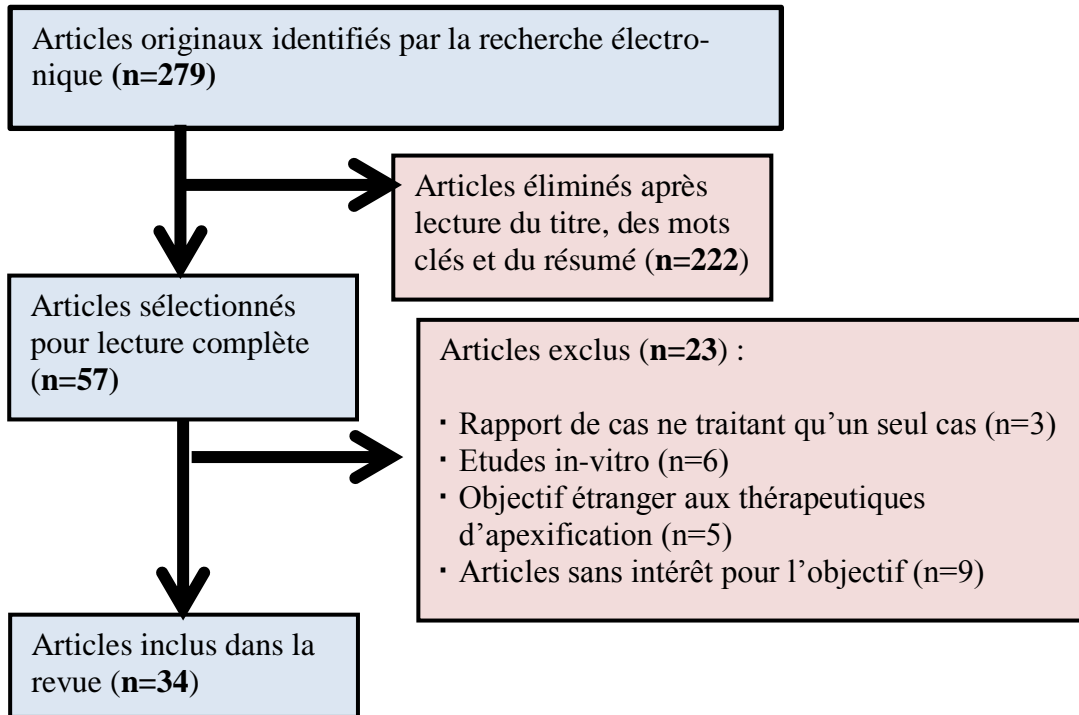 Articles originaux identifiés par la recherche électro-
nique (n=279)
Articles éliminés après
lecture du titre, des mots
clés et du résumé (n=222)
Articles sélectionnés
pour lecture complète
(n=57)
Articles exclus (n=23) :
· Rapport de cas ne traitant qu’un seul cas (n=3)
· Etudes in-vitro (n=6)
· Objectif étranger aux thérapeutiques
d’apexification (n=5)
· Articles sans intérêt pour l’objectif (n=9)
Articles inclus dans la
revue (n=34)